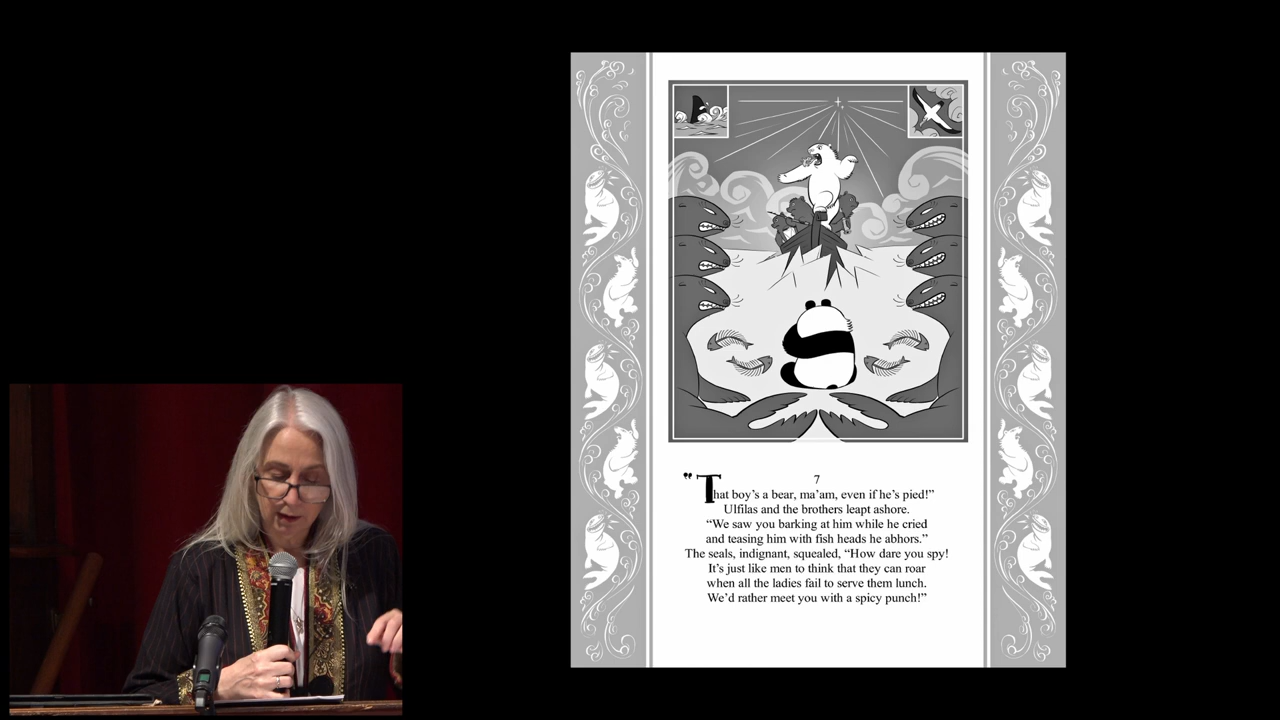 7
“That boy’s a bear, ma’am, even if he’s pied!”
Ulfilas and the brothers leapt ashore.
“We saw you barking at him while he cried
and teasing him with fish heads he abhors.”
The seals, indignant, squealed, “How dare you spy!
It’s just like men to think that they can roar
when all the ladies fail to serve them lunch.
We’d rather meet you with a spicy punch!”